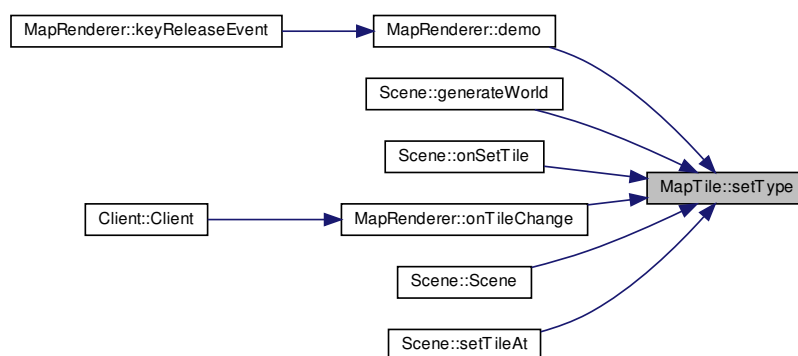 MapRenderer::keyReleaseEvent
MapRenderer::demo
Scene::generateWorld
Scene::onSetTile
MapTile::setType
Client::Client
MapRenderer::onTileChange
Scene::Scene
Scene::setTileAt